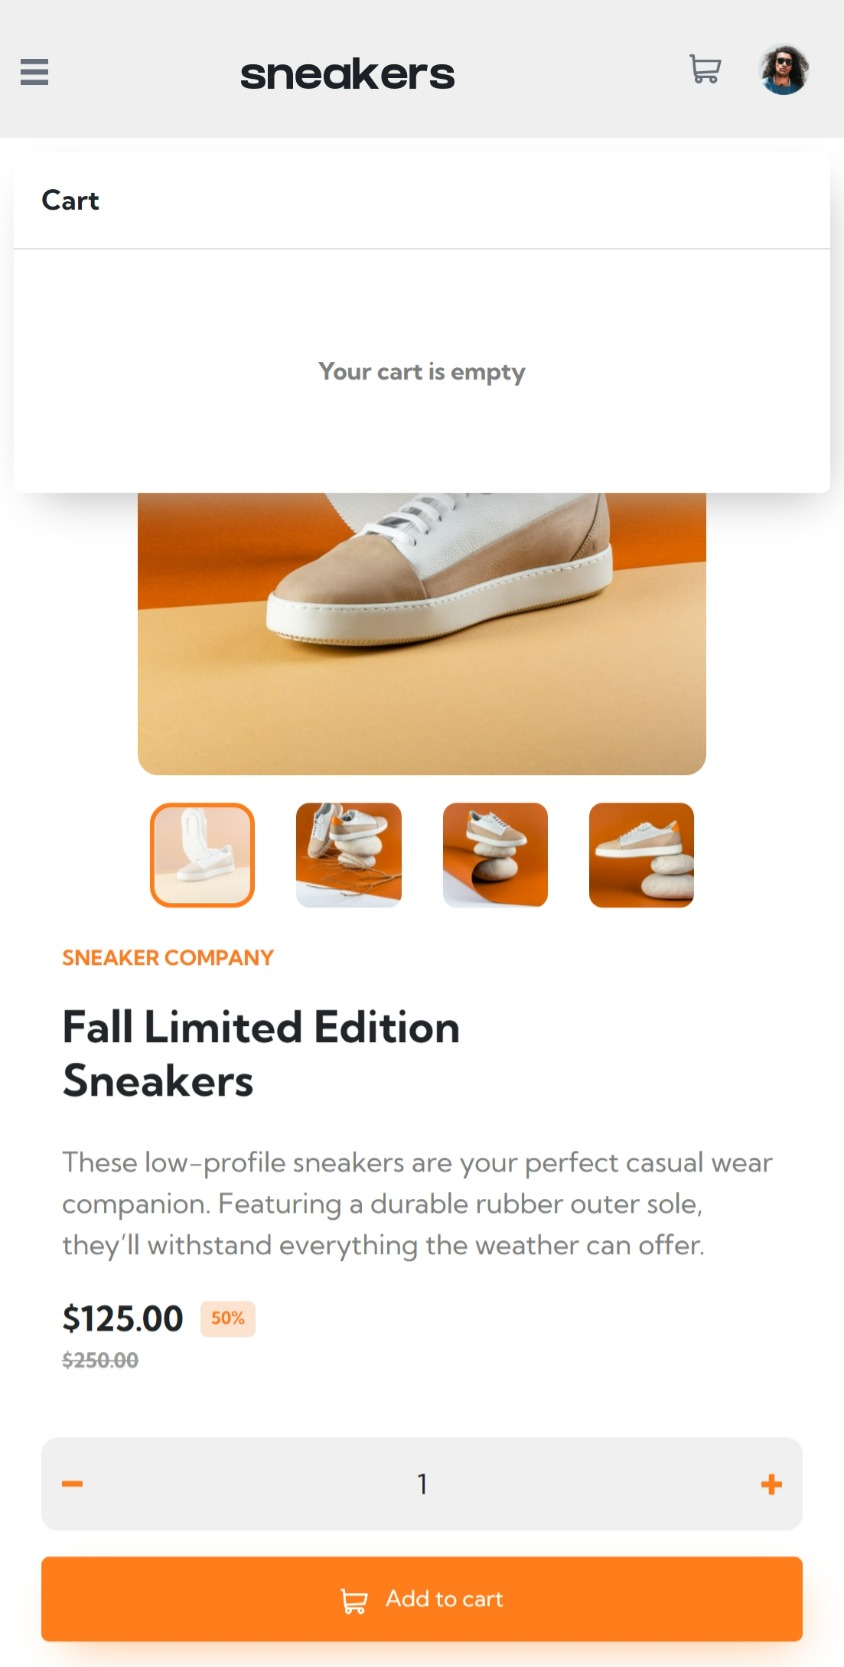 sneakers
Cart
Your cart is empty
SNEAKER COMPANY
Fall Limited Edition
Sneakers
These low-profile sneakers are your perfect casual wear
companion. Featuring a durable rubber outer sole,
they’ll withstand everything the weather can offer.
$125.00 50%
$250.00
1
Add to cart